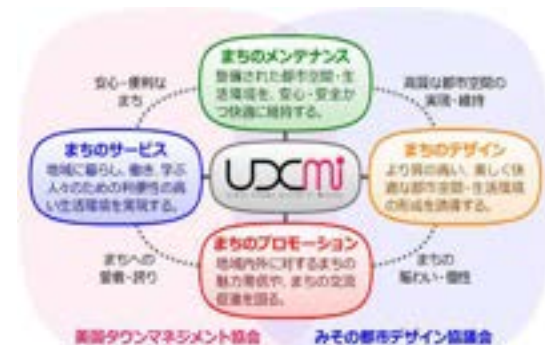 まちのメンテナンス
整備された都市空間・生
活環境を、安心・安全か
つ快適に維持する。
安心・便利な
まち
高質な都市空間の
実現・維持
まちのサービス
地域に暮らし、働き、学ぶ
人々のための利便性の高
い生活環境を実現する。
UDCMi
まちのデザイン
より質の高い、美しく快
適な都市空間・生活環境
の形成を誘導する。
まちのプロモーション
地域内外に対するまちの
魅力発信や、まちの交流
促進を図る。
まちへの
愛着・誇り
まちの
賑わい・個性
美園タウンマネジメント協会
みその都市デザイン協議会